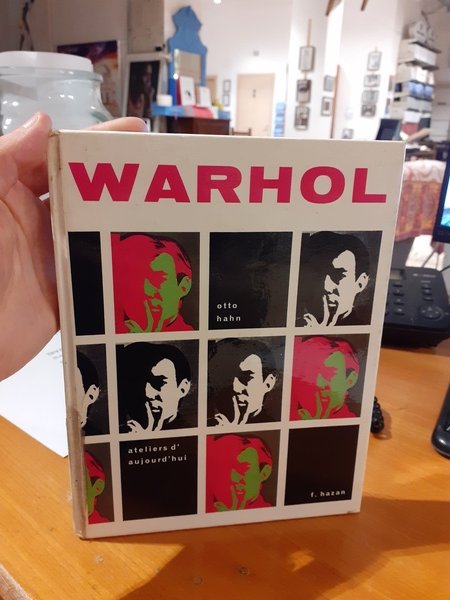 WARHOL
otto
hahn
ateliers d'
aujourd'hui
f. hazan